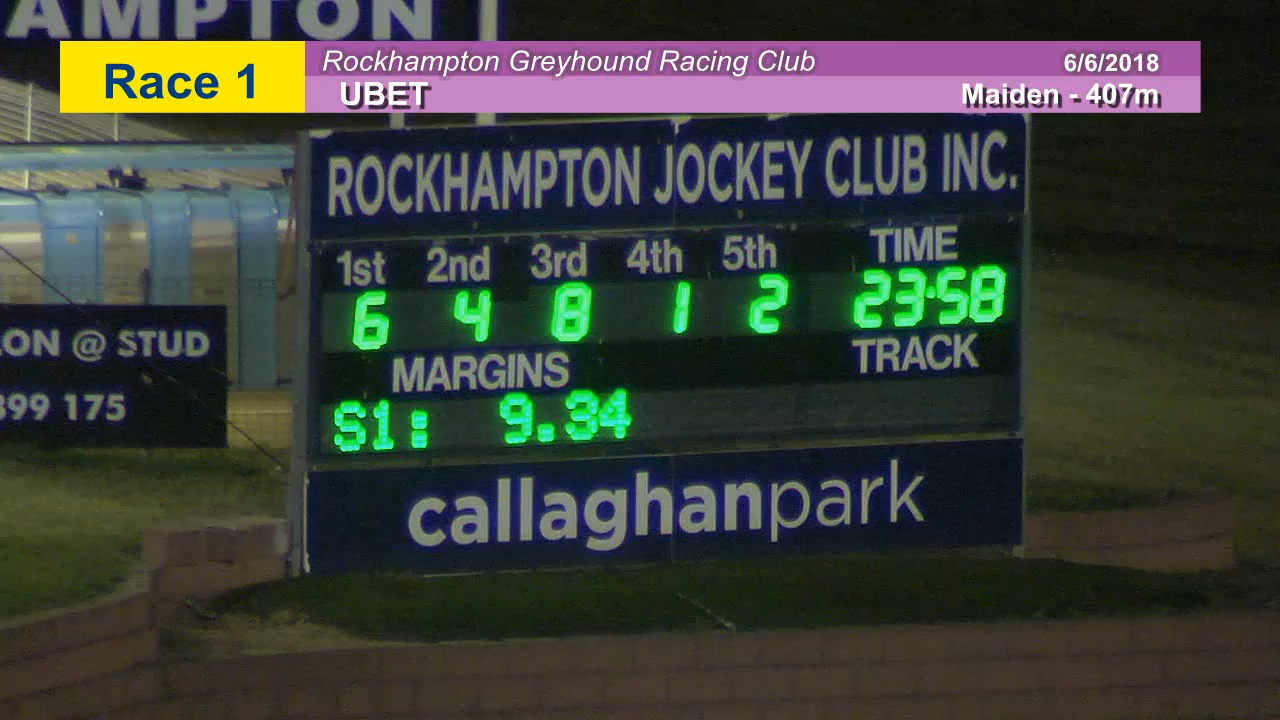 AMPTON
Race 1
Rockhampton Greyhound Racing Club
6/6/2018
UBET
Maiden - 407m
ROCKHAMPTON JOCKEY CLUB INC.
1st 2nd 3rd 4th 5th TIME
6 4 8 1 2 23:58
MARGINS TRACK
S1: 9.34
ON @ STUD
899 175
callaghanpark